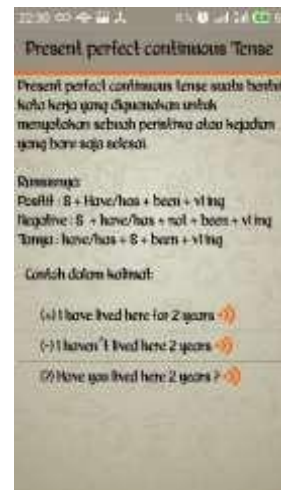 22:30
Present perfect continuous Tense
Present perfect continuous tense suatu bentuk
kata kerja yang digunakan untuk
menyatakan sebuah peristiwa atau kejadian
yang baru saja selesai.
Rumusnya:
Positif : S + Have/has + been + v1 ing
Negative : S + have/has + not + been + v1 ing
Tanya : have/has + S + been + v1 ing
Contoh dalam kalimat:
(+) I have lived here for 2 years
(-) I haven't lived here 2 years
(?) Have you lived here 2 years ?